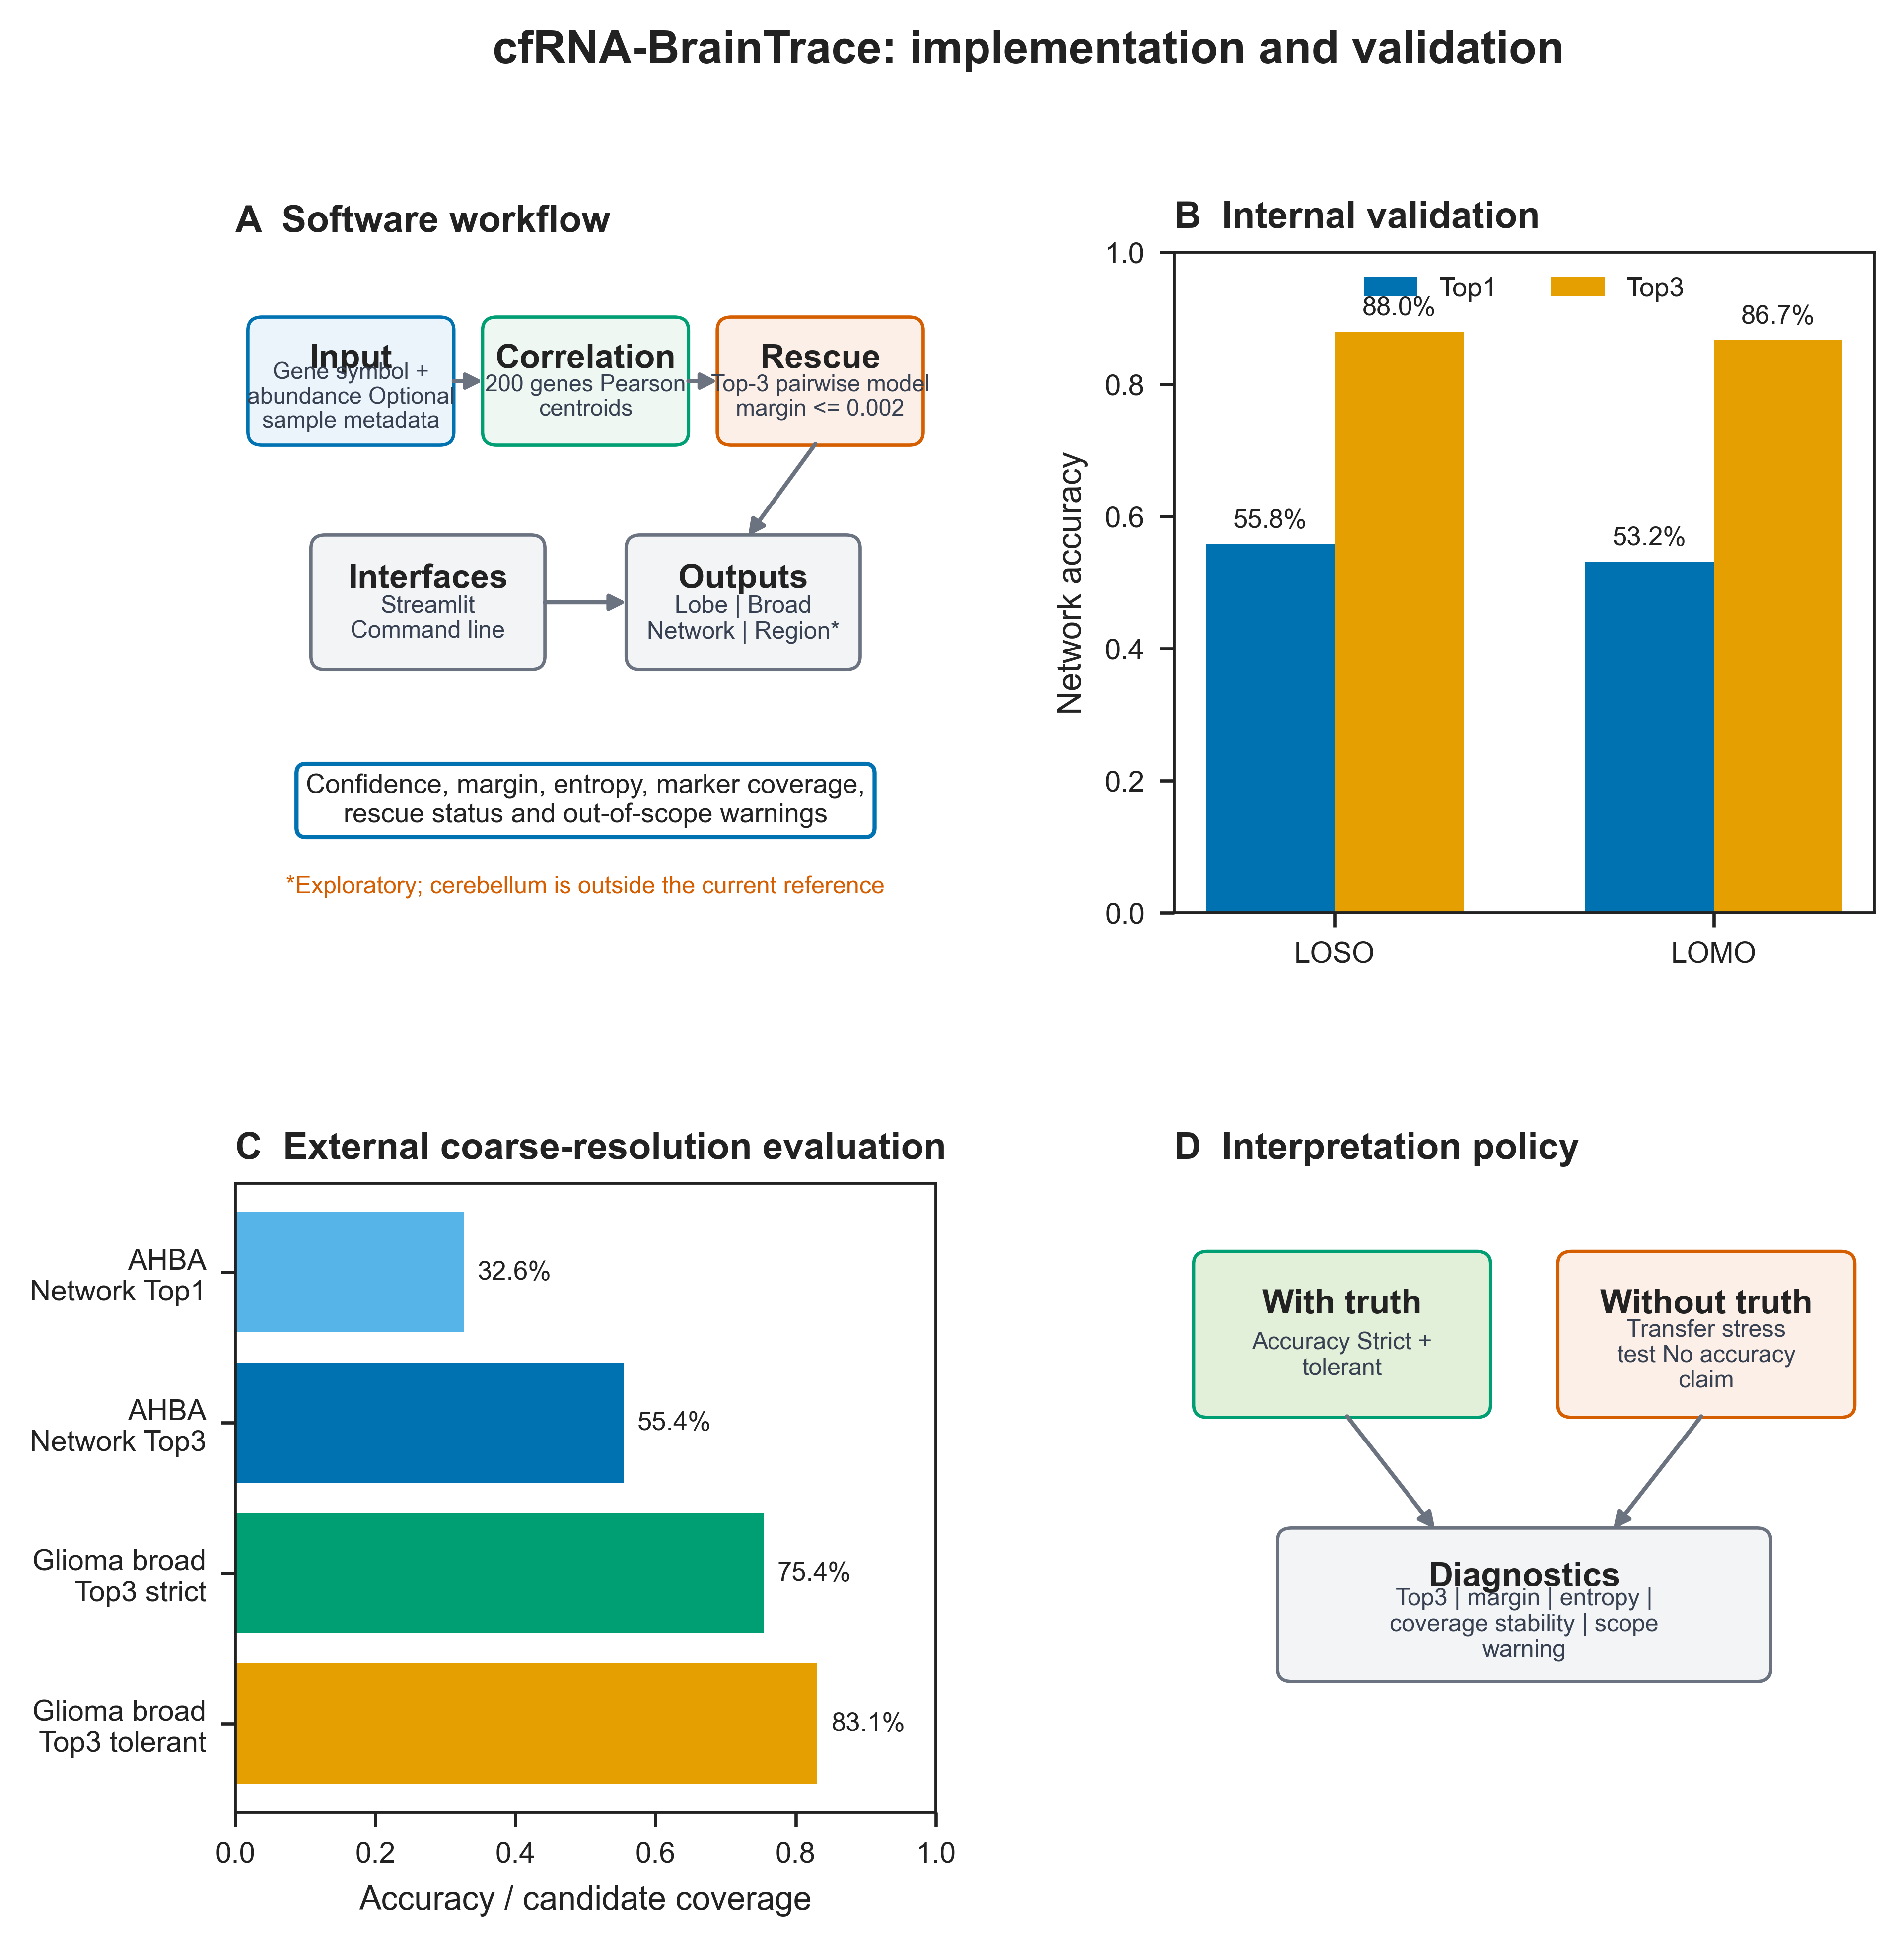 cfRNA-BrainTrace: implementation and validation
A Software workflow
Input
Gene symbol +
abundance Optional
sample metadata
Correlation
200 genes Pearson
centroids
Rescue
Top-3 pairwise model
margin <= 0.002
Interfaces
Streamlit
Command line
Outputs
Lobe | Broad
Network | Region*
Confidence, margin, entropy, marker coverage,
rescue status and out-of-scope warnings
*Exploratory; cerebellum is outside the current reference
B Internal validation
Network accuracy
1.0
0.8
0.6
0.4
0.2
0.0
Top1
Top3
55.8%
88.0%
53.2%
86.7%
LOSO
LOMO
C External coarse-resolution evaluation
AHBA
Network Top1
32.6%
AHBA
Network Top3
55.4%
Glioma broad
Top3 strict
75.4%
Glioma broad
Top3 tolerant
83.1%
0.0
0.2
0.4
0.6
0.8
1.0
Accuracy / candidate coverage
D Interpretation policy
With truth
Accuracy Strict +
tolerant
Without truth
Transfer stress
test No accuracy
claim
Diagnostics
Top3 | margin | entropy |
coverage stability | scope
warning